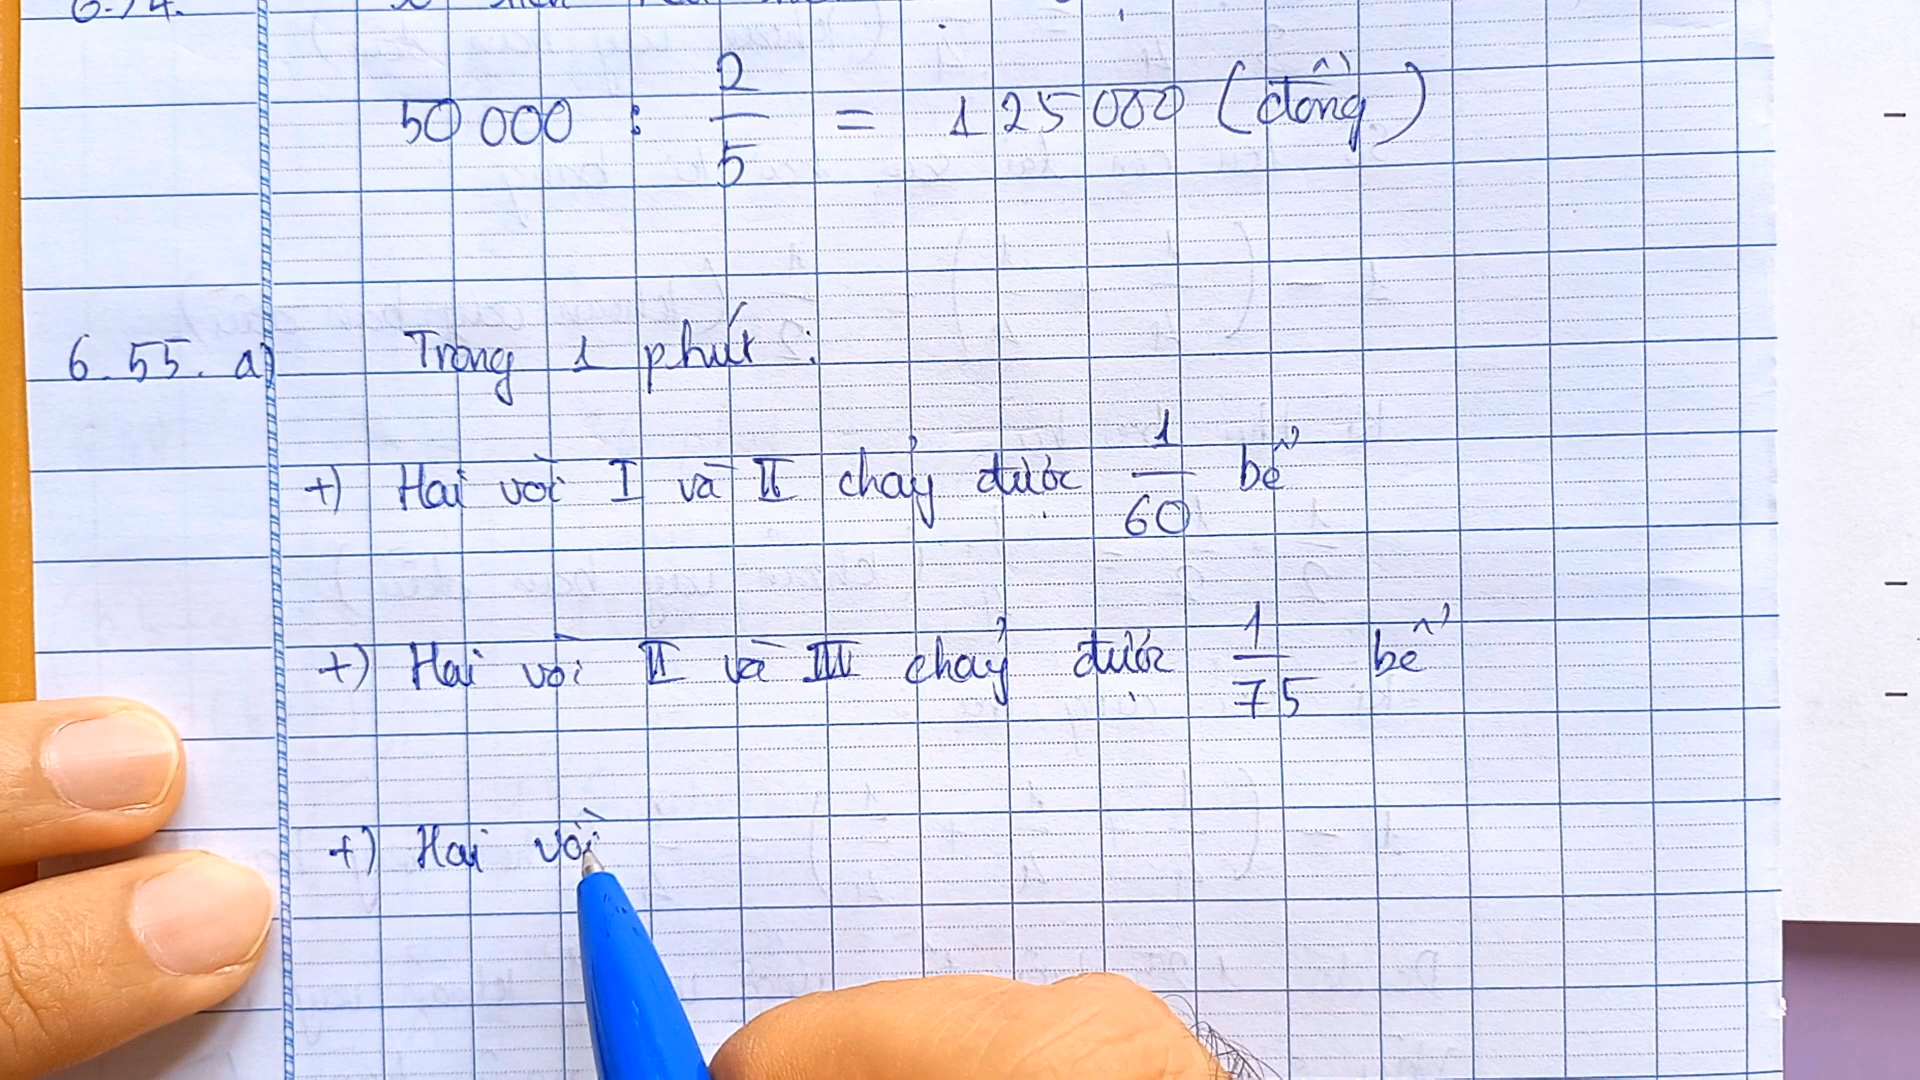 50 000 : 2/5 = 125 000 (đồng)
6.55. a) Trong 1 phút:
+) Hai vòi I và II chảy được 1/60 bể
+) Hai vòi II và III chảy được 1/75 bể
+) Hai vòi